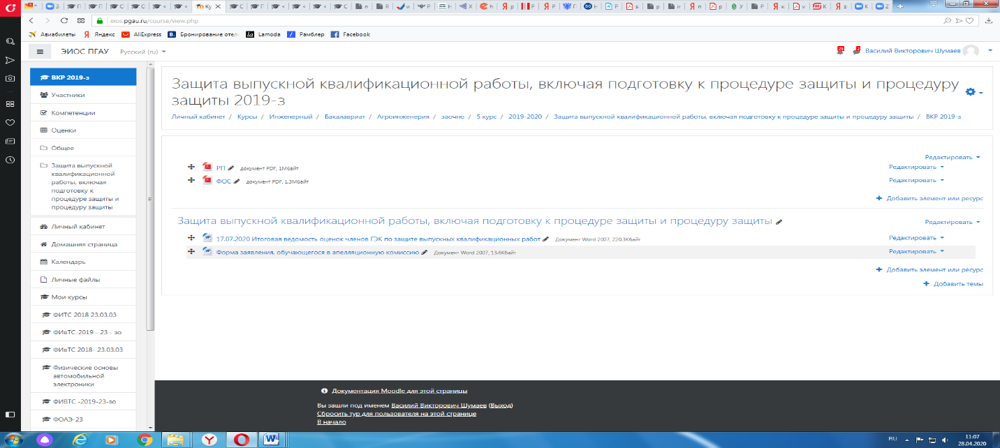 eios.pgau.ru/course/view.php
Авиабилеты Яндекс AliExpress Бронирование отел Lamoda Рамблер Facebook
ЭИОС ПГАУ Русский (ru)
29 2 Василий Викторович Шумаев
ВКР 2019-з
Участники
Компетенции
Оценки
Общее
Защита выпускной
квалификационной
работы, включая
подготовку к
процедуре защиты и
процедуру защиты
Личный кабинет
Домашняя страница
Календарь
Личные файлы
Мои курсы
ФИТС 2018 23.03.03
ФИвТС-2019 - 23 - зо
ФИвТС 2018- 23.03.03
Физические основы
автомобильной
электроники
ФИВТС -2019-23-зо
ФОАЭ-23
Защита выпускной квалификационной работы, включая подготовку к процедуре защиты и процедуру
защиты 2019-з
Личный кабинет / Курсы / Инженерный / Бакалавриат / Агроинженерия / заочно / 5 курс / 2019-2020 / Защита выпускной квалификационной работы, включая подготовку к процедуре защиты и процедуру защиты / ВКР 2019-з
Редактировать
РП документ PDF, 1Мбайт Редактировать
ФОС документ PDF, 1.3Мбайт Редактировать
Добавить элемент или ресурс
Защита выпускной квалификационной работы, включая подготовку к процедуре защиты и процедуру защиты Редактировать
17.07.2020 Итоговая ведомость оценок членов ГЭК по защите выпускных квалификационных работ Документ Word 2007, 220.3Кбайт Редактировать
Форма заявления, обучающегося в апелляционную комиссию Документ Word 2007, 13.6Кбайт Редактировать
Добавить элемент или ресурс
Добавить темы
Документация Moodle для этой страницы
Вы зашли под именем Василий Викторович Шумаев (Выход)
Сбросить тур для пользователя на этой странице
В начало
RU 11:07
28.04.2020